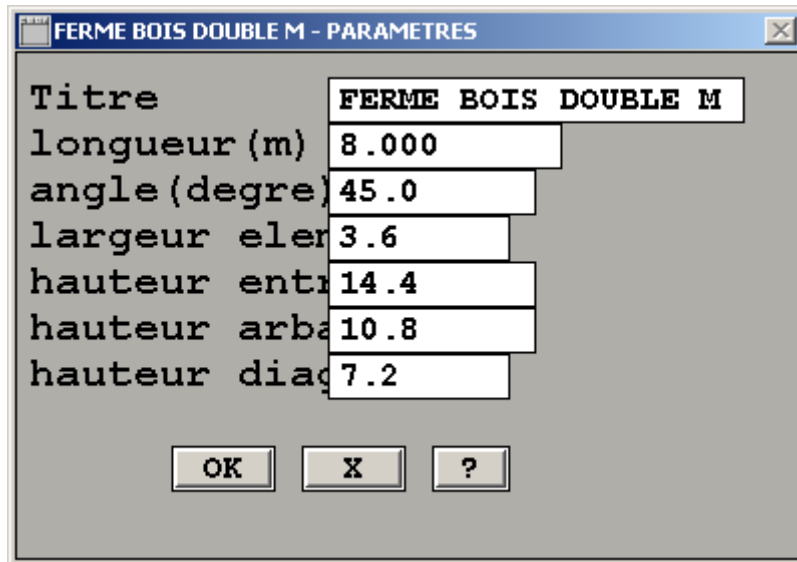 FERME BOIS DOUBLE M - PARAMETRES
Titre FERME BOIS DOUBLE M
longueur(m) 8.000
angle(degre) 45.0
largeur elem 3.6
hauteur entr 14.4
hauteur arba 10.8
hauteur diag 7.2
OK X ?